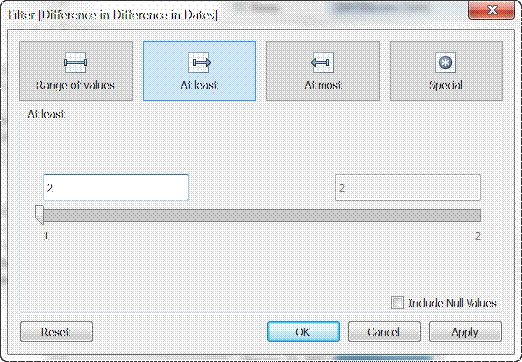 Filter [Difference in Difference in Dates]
Range of values
At least
At most
Special
At least
2
2
1
2
Include Null Values
Reset
OK
Cancel
Apply